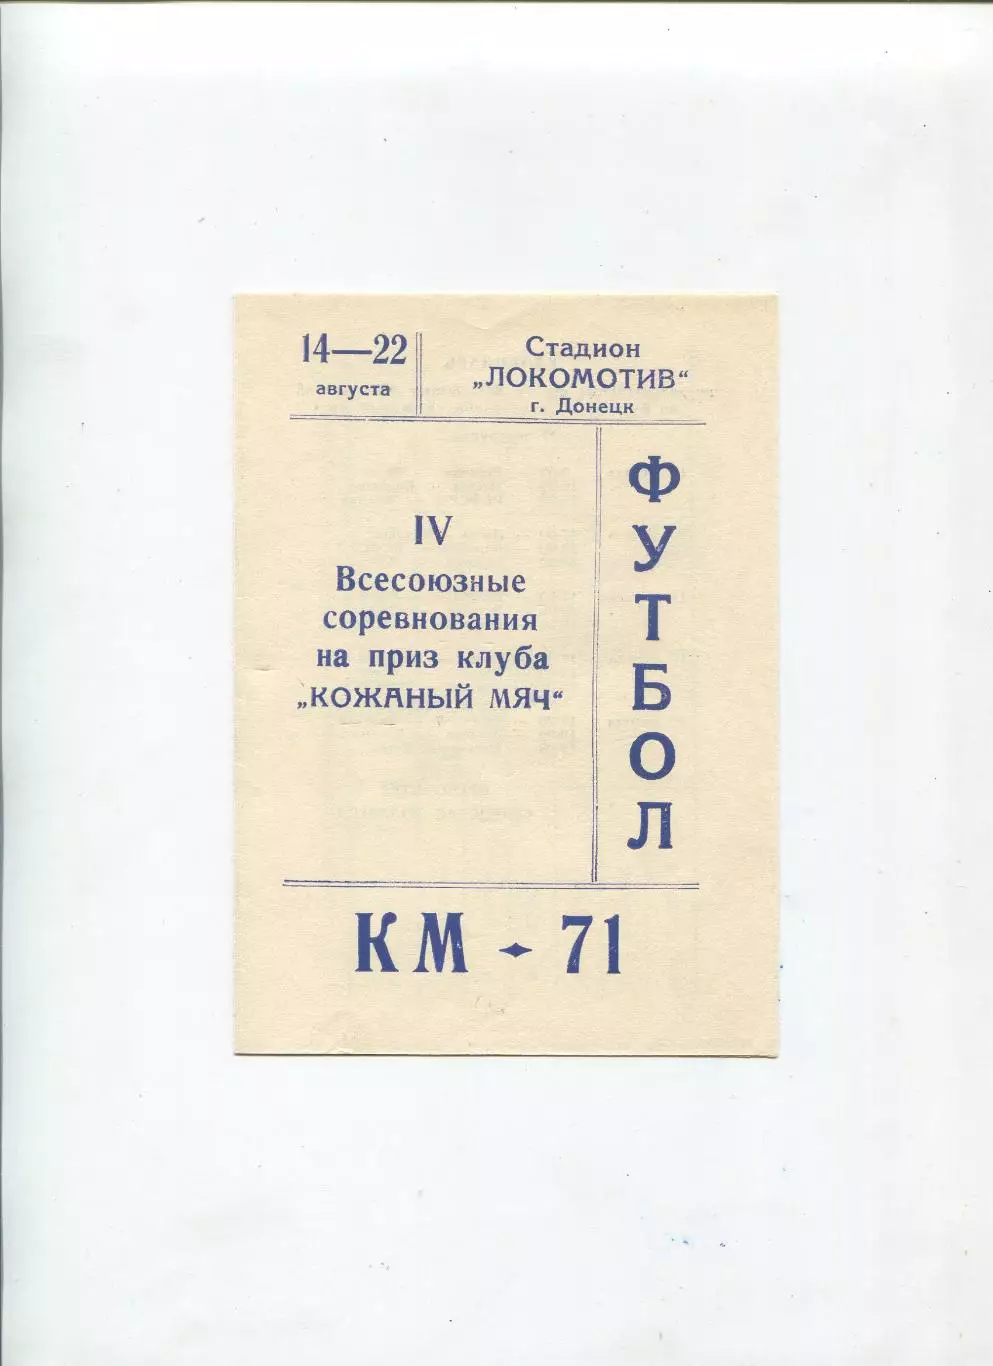 14—22
августа
Стадион
„ЛОКОМОТИВ“
г. Донецк
IV
Всесоюзные
соревнования
на приз клуба
„КОЖАНЫЙ МЯЧ“
ФУТБОЛ
КМ - 71